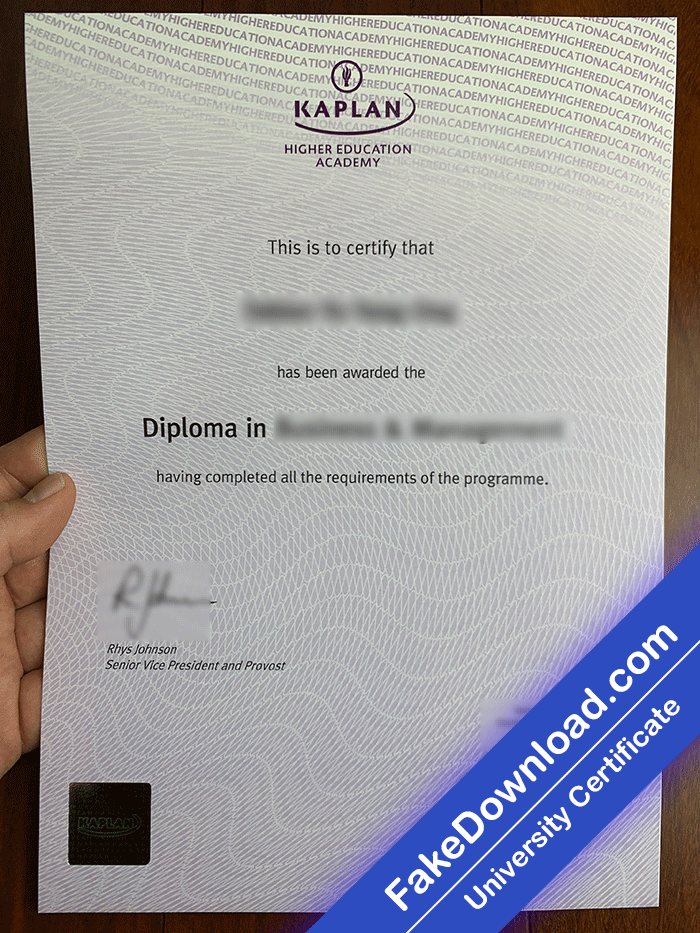 HIGHEREDUCATIONACADEMYHIGHEREDUCATIONACADEMYHIGHEREDUCATIONACADEMY
KAPLAN
HIGHER EDUCATION
ACADEMY
This is to certify that
has been awarded the
Diploma in
having completed all the requirements of the programme.
Rhys Johnson
Senior Vice President and Provost
KAPLAN
FakeDownload.com
University Certificate